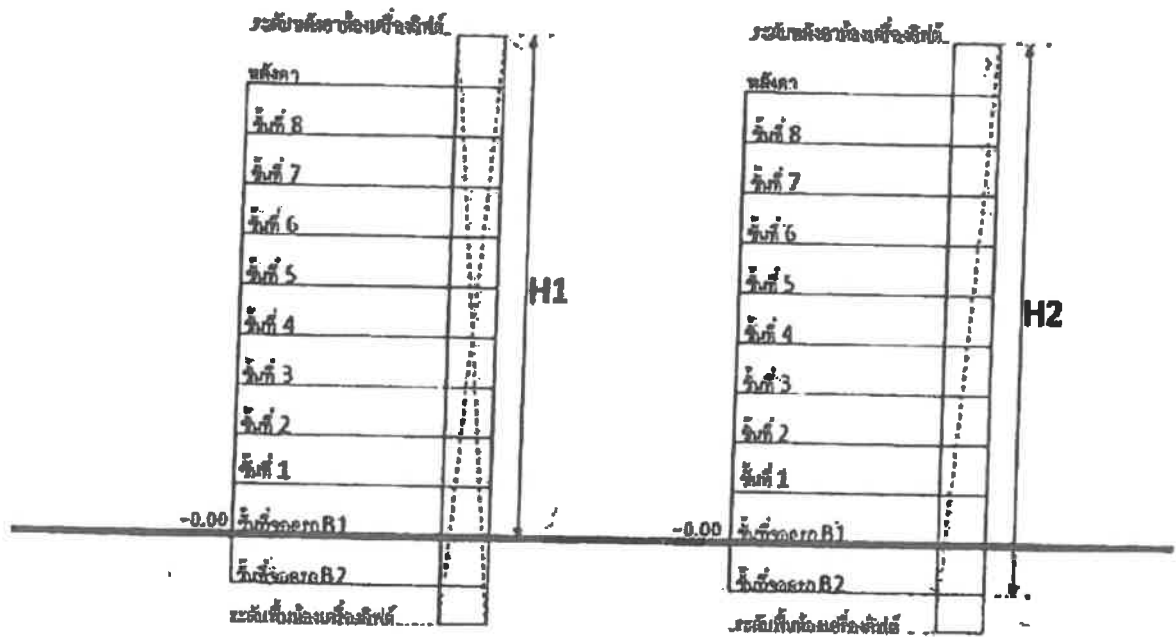 ระดับหลังคาห้องเครื่องลิฟต์
หลังคา
ชั้นที่ 8
ชั้นที่ 7
ชั้นที่ 6
ชั้นที่ 5
ชั้นที่ 4
ชั้นที่ 3
ชั้นที่ 2
ชั้นที่ 1
-0.00 ชั้นที่จอดรถ B1
ชั้นที่จอดรถ B2
ระดับพื้นห้องเครื่องลิฟต์
H1
ระดับหลังคาห้องเครื่องลิฟต์
หลังคา
ชั้นที่ 8
ชั้นที่ 7
ชั้นที่ 6
ชั้นที่ 5
ชั้นที่ 4
ชั้นที่ 3
ชั้นที่ 2
ชั้นที่ 1
-0.00 ชั้นที่จอดรถ B1
ชั้นที่จอดรถ B2
ระดับพื้นห้องเครื่องลิฟต์
H2